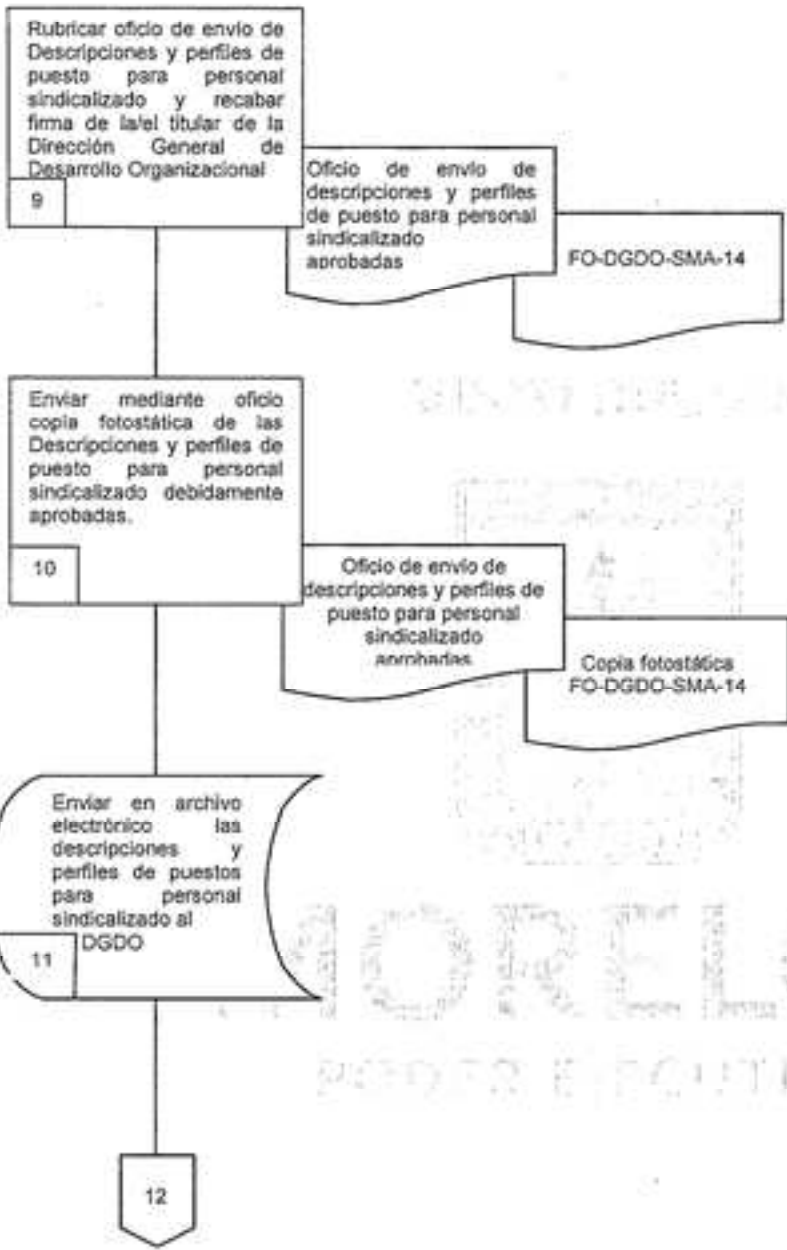 Rubricar oficio de envío de
Descripciones y perfiles de
puesto para personal
sindicalizado y recabar
firma de la/el titular de la
Dirección General de
Desarrollo Organizacional
9
Oficio de envío de
descripciones y perfiles
de puesto para personal
sindicalizado
aprobadas
FO-DGDO-SMA-14
Enviar mediante oficio
copia fotostática de las
Descripciones y perfiles de
puesto para personal
sindicalizado debidamente
aprobadas.
10
Oficio de envío de
descripciones y perfiles de
puesto para personal
sindicalizado
aprobadas
Copia fotostática
FO-DGDO-SMA-14
Enviar en archivo
electrónico las
descripciones y
perfiles de puestos
para personal
sindicalizado al
DGDO
11
12
MOREL